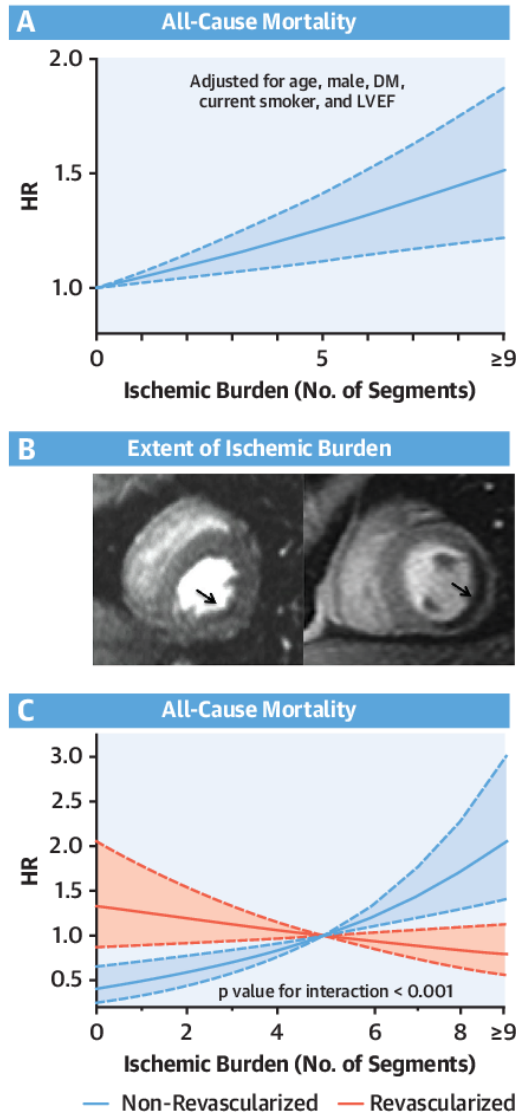 A All-Cause Mortality
2.0
Adjusted for age, male, DM,
current smoker, and LVEF
1.5
HR
1.0
0 5 ≥9
Ischemic Burden (No. of Segments)
B Extent of Ischemic Burden
C All-Cause Mortality
3.0
2.5
2.0
HR
1.5
1.0
0.5
p value for interaction < 0.001
0 2 4 6 8 ≥9
Ischemic Burden (No. of Segments)
Non-Revascularized Revascularized